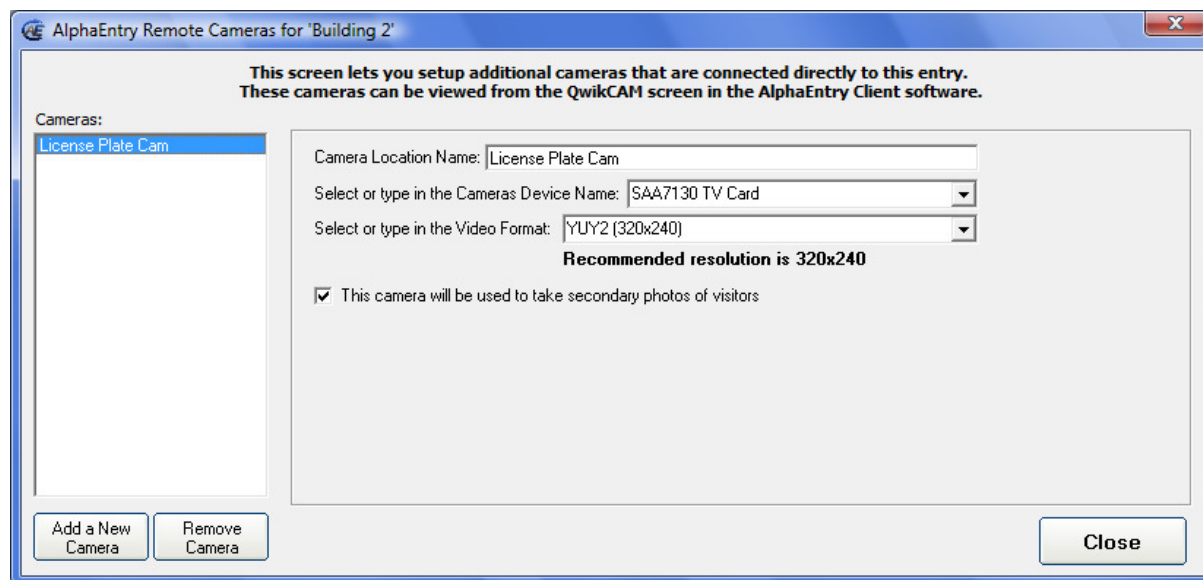 AlphaEntry Remote Cameras for 'Building 2'
This screen lets you setup additional cameras that are connected directly to this entry.
These cameras can be viewed from the QwikCAM screen in the AlphaEntry Client software.
Cameras:
License Plate Cam
Camera Location Name: License Plate Cam
Select or type in the Cameras Device Name: SAA7130 TV Card
Select or type in the Video Format: YUY2 (320x240)
Recommended resolution is 320x240
This camera will be used to take secondary photos of visitors
Add a New
Camera
Remove
Camera
Close